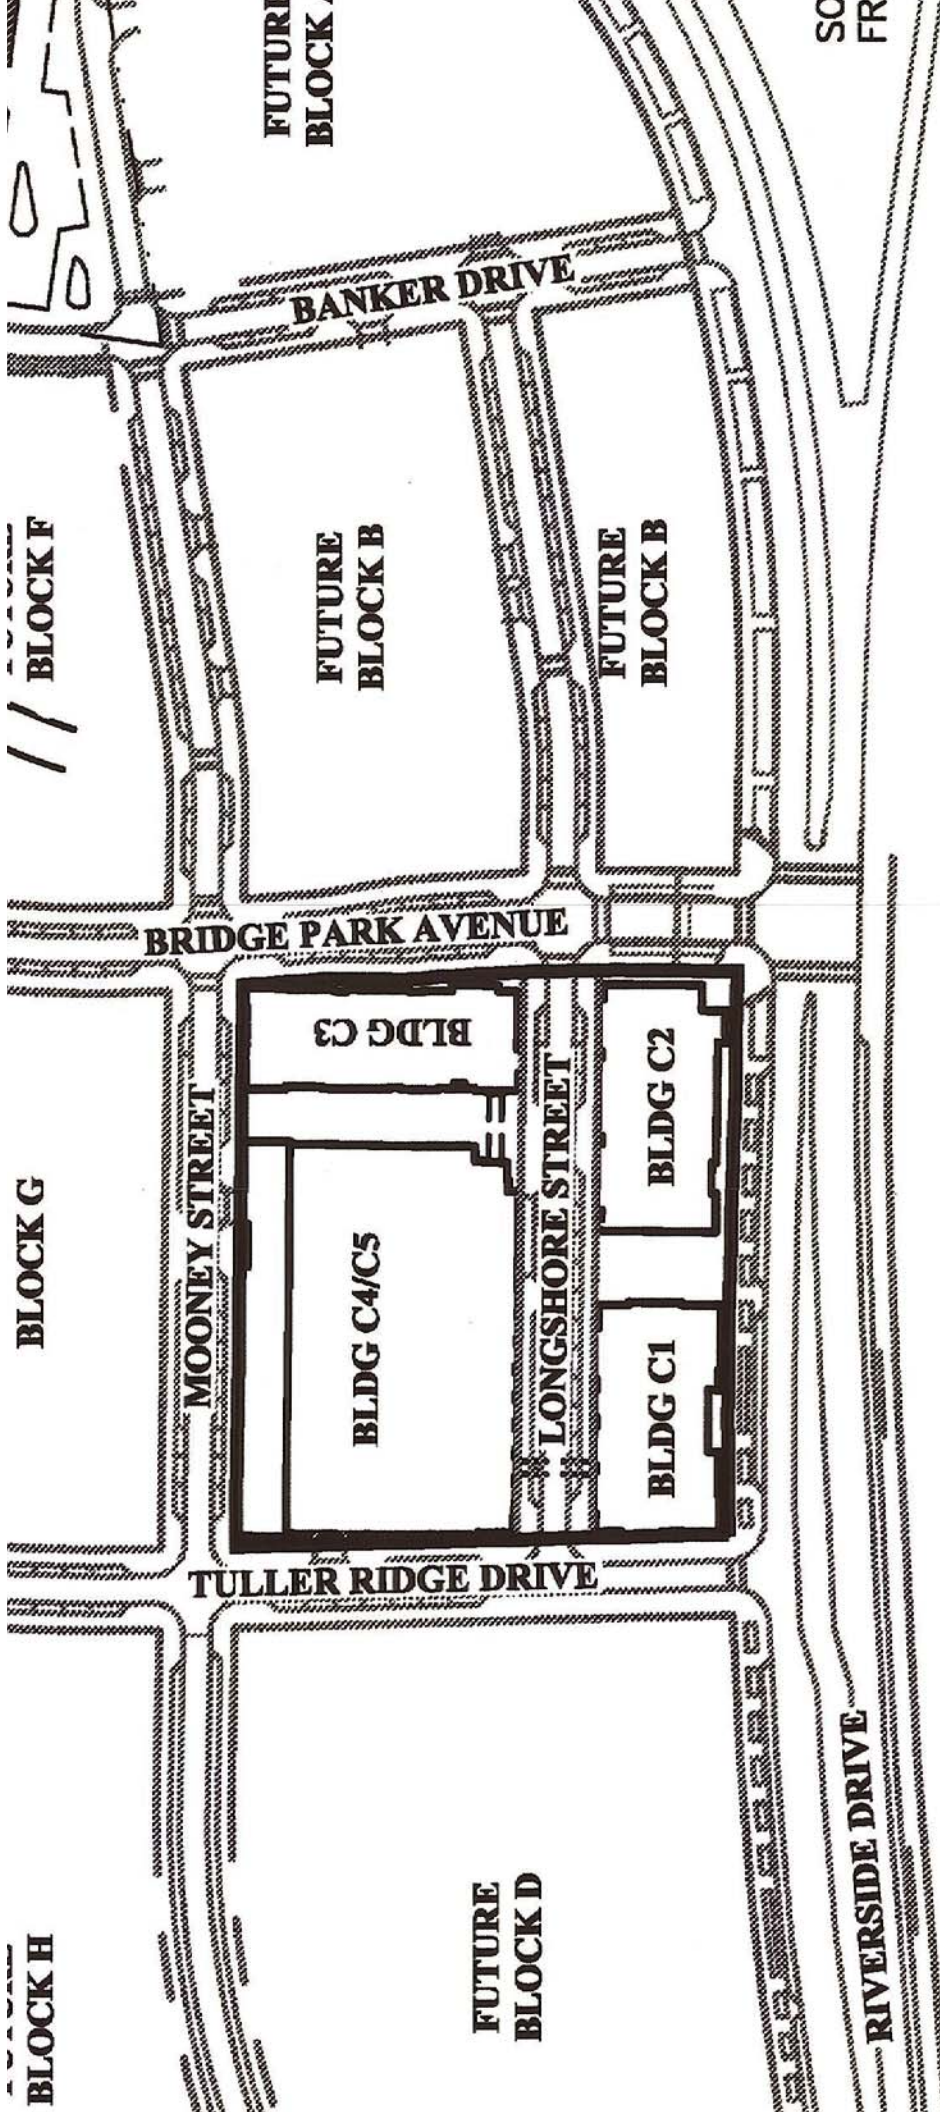 FUTURE
BLOCK
SO
FR
BANKER DRIVE
BLOCK F
FUTURE
BLOCK B
FUTURE
BLOCK B
BRIDGE PARK AVENUE
BLDG C3
BLDG C2
BLOCK G
MOONEY STREET
LONGSHORE STREET
BLDG C4/C5
BLDG C1
TULLER RIDGE DRIVE
FUTURE
BLOCK D
BLOCK H
RIVERSIDE DRIVE